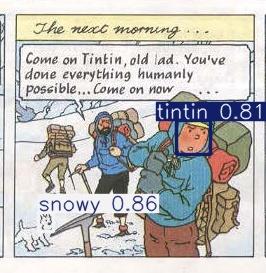 The next morning ...
Come on Tintin, old lad. You've
done everything humanly
possible... Come on now ...
tintin 0.81
snowy 0.86